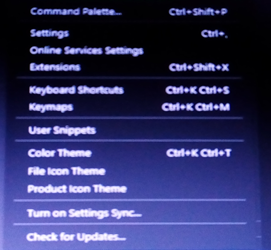 Command Palette... Ctrl+Shift+P
Settings Ctrl+,
Online Services Settings
Extensions Ctrl+Shift+X
Keyboard Shortcuts Ctrl+K Ctrl+S
Keymaps Ctrl+K Ctrl+M
User Snippets
Color Theme Ctrl+K Ctrl+T
File Icon Theme
Product Icon Theme
Turn on Settings Sync...
Check for Updates...